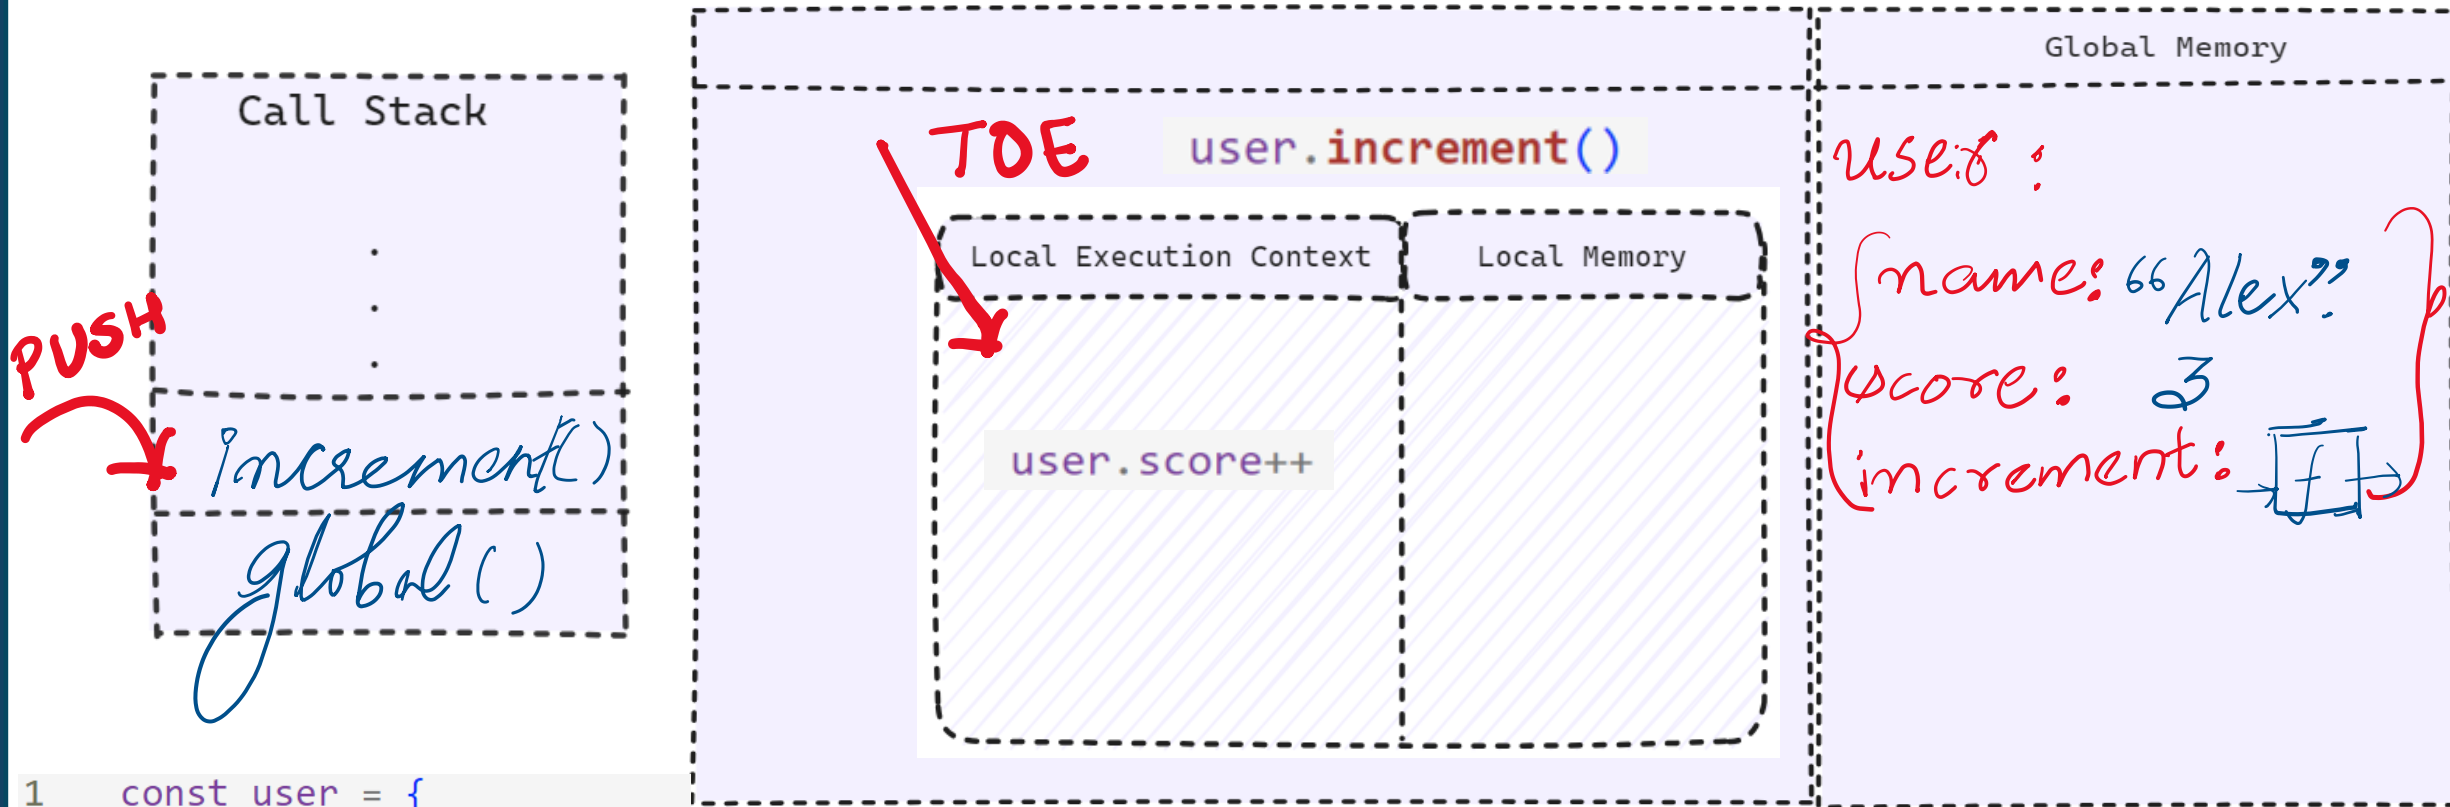 Call Stack
PUSH
increment()
global()
1 const user = {
TOE
user.increment()
Local Execution Context
Local Memory
user.score++
Global Memory
user:
{ name: "Alex"
score: 3
increment: f }